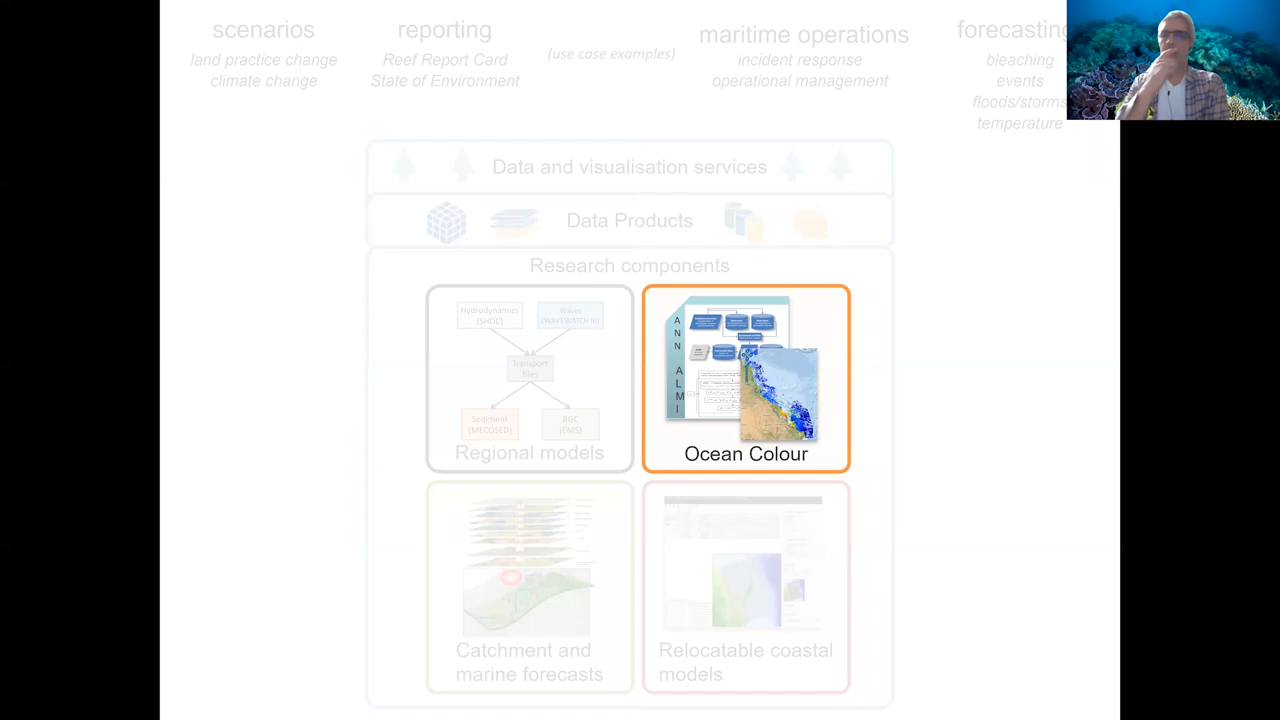 scenarios
land practice change
climate change
reporting
Reef Report Card
State of Environment
(use case examples)
maritime operations
incident response
operational management
forecasting
bleaching
events
floods/storms
temperature
Data and visualisation services
Data Products
Research components
Hydrodynamics
(SHOC)
Waves
(WAVEWATCH III)
Transport
files
Sediment
(MECOSED)
BGC
(EMS)
Regional models
ANN ALMI
Ocean Colour
Catchment and
marine forecasts
Relocatable coastal
models